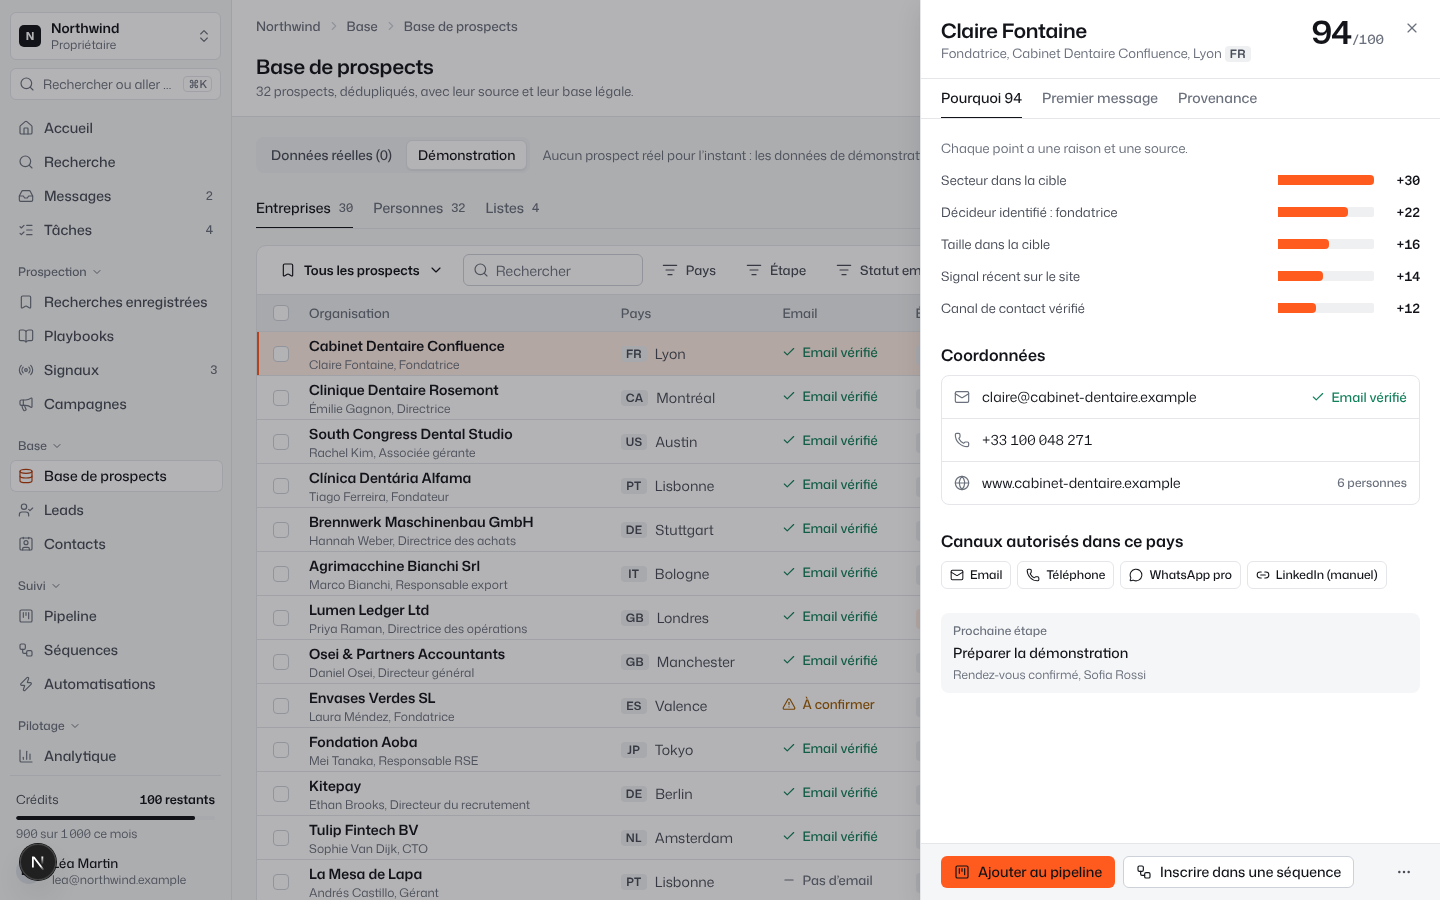 N
Northwind
Propriétaire
Rechercher ou aller ...
⌘K
Accueil
Recherche
Messages 2
Tâches 4
Prospection
Recherches enregistrées
Playbooks
Signaux 3
Campagnes
Base
Base de prospects
Leads
Contacts
Suivi
Pipeline
Séquences
Automatisations
Pilotage
Analytique
Crédits 100 restants
900 sur 1 000 ce mois
N
Léa Martin
lea@northwind.example
Northwind > Base > Base de prospects
Base de prospects
32 prospects, dédupliqués, avec leur source et leur base légale.
Données réelles (0)
Démonstration
Aucun prospect réel pour l'instant : les données de démonstrat
Entreprises 30
Personnes 32
Listes 4
Tous les prospects
Rechercher
Pays
Étape
Statut em
Organisation Pays Email
Cabinet Dentaire Confluence
Claire Fontaine, Fondatrice
FR Lyon
Email vérifié
Clinique Dentaire Rosemont
Émilie Gagnon, Directrice
CA Montréal
Email vérifié
South Congress Dental Studio
Rachel Kim, Associée gérante
US Austin
Email vérifié
Clínica Dentária Alfama
Tiago Ferreira, Fondateur
PT Lisbonne
Email vérifié
Brennwerk Maschinenbau GmbH
Hannah Weber, Directrice des achats
DE Stuttgart
Email vérifié
Agrimacchine Bianchi Srl
Marco Bianchi, Responsable export
IT Bologne
Email vérifié
Lumen Ledger Ltd
Priya Raman, Directrice des opérations
GB Londres
Email vérifié
Osei & Partners Accountants
Daniel Osei, Directeur général
GB Manchester
Email vérifié
Envases Verdes SL
Laura Méndez, Fondatrice
ES Valence
À confirmer
Fondation Aoba
Mei Tanaka, Responsable RSE
JP Tokyo
Email vérifié
Kitepay
Ethan Brooks, Directeur du recrutement
DE Berlin
Email vérifié
Tulip Fintech BV
Sophie Van Dijk, CTO
NL Amsterdam
Email vérifié
La Mesa de Lapa
Andrés Castillo, Gérant
PT Lisbonne
Pas d'email
Claire Fontaine
Fondatrice, Cabinet Dentaire Confluence, Lyon FR
94/100
Pourquoi 94
Premier message
Provenance
Chaque point a une raison et une source.
Secteur dans la cible +30
Décideur identifié : fondatrice +22
Taille dans la cible +16
Signal récent sur le site +14
Canal de contact vérifié +12
Coordonnées
claire@cabinet-dentaire.example Email vérifié
+33 100 048 271
www.cabinet-dentaire.example 6 personnes
Canaux autorisés dans ce pays
Email
Téléphone
WhatsApp pro
LinkedIn (manuel)
Prochaine étape
Préparer la démonstration
Rendez-vous confirmé, Sofia Rossi
Ajouter au pipeline
Inscrire dans une séquence